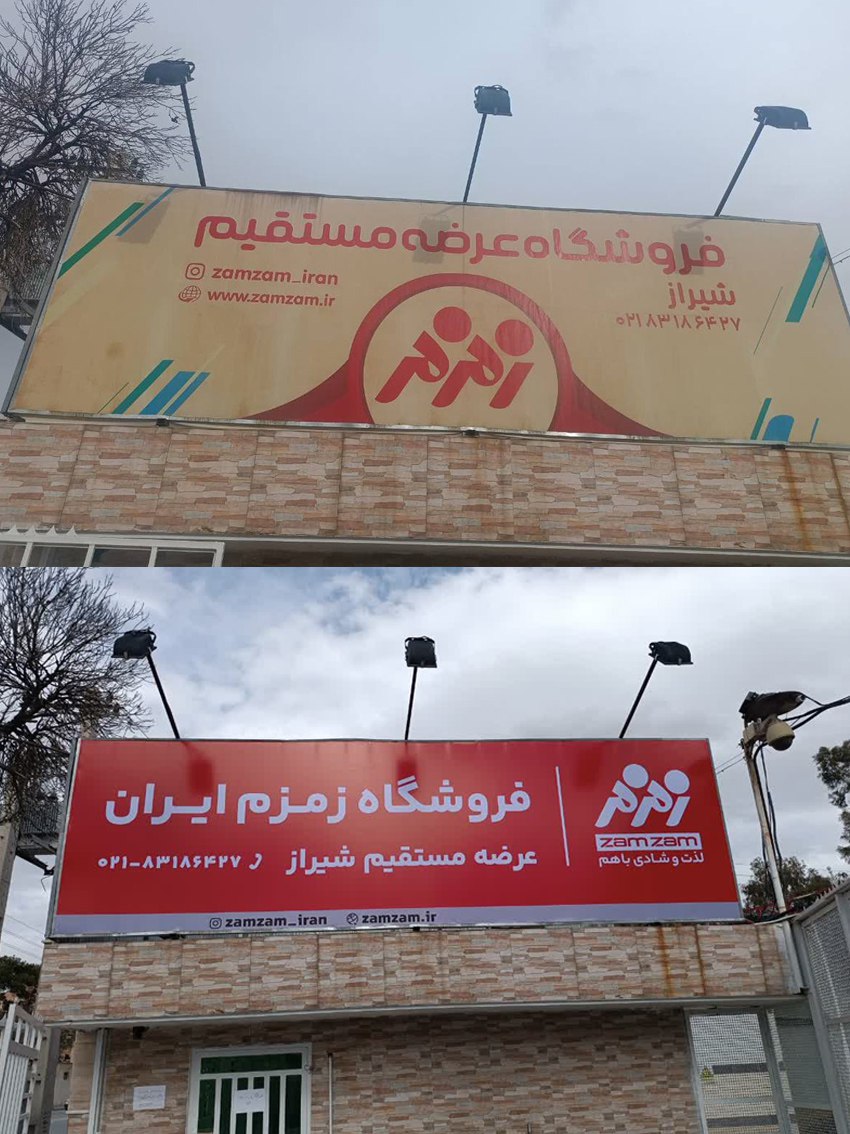 فروشگاه عرضه مستقیم
شیراز
۰۲۱۸۳۱۸۶۴۲۷
zamzam_iran
www.zamzam.ir
زمزم
زمزم
zamzam
لذت و شادی باهم
فروشگاه زمزم ایران
عرضه مستقیم شیراز
۰۲۱-۸۳۱۸۶۴۲۷
zamzam_iran
zamzam.ir